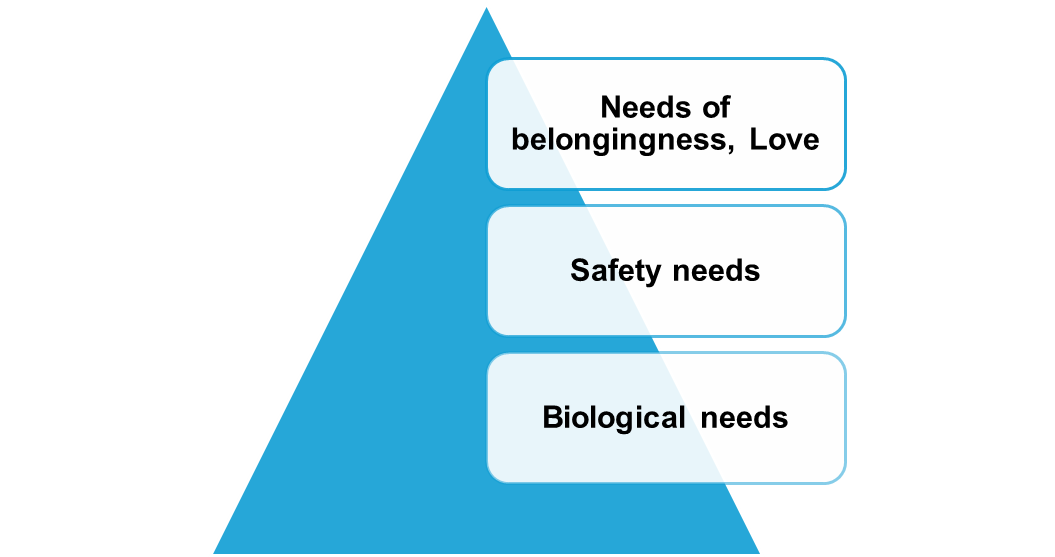 Needs of
belongingness, Love
Safety needs
Biological needs